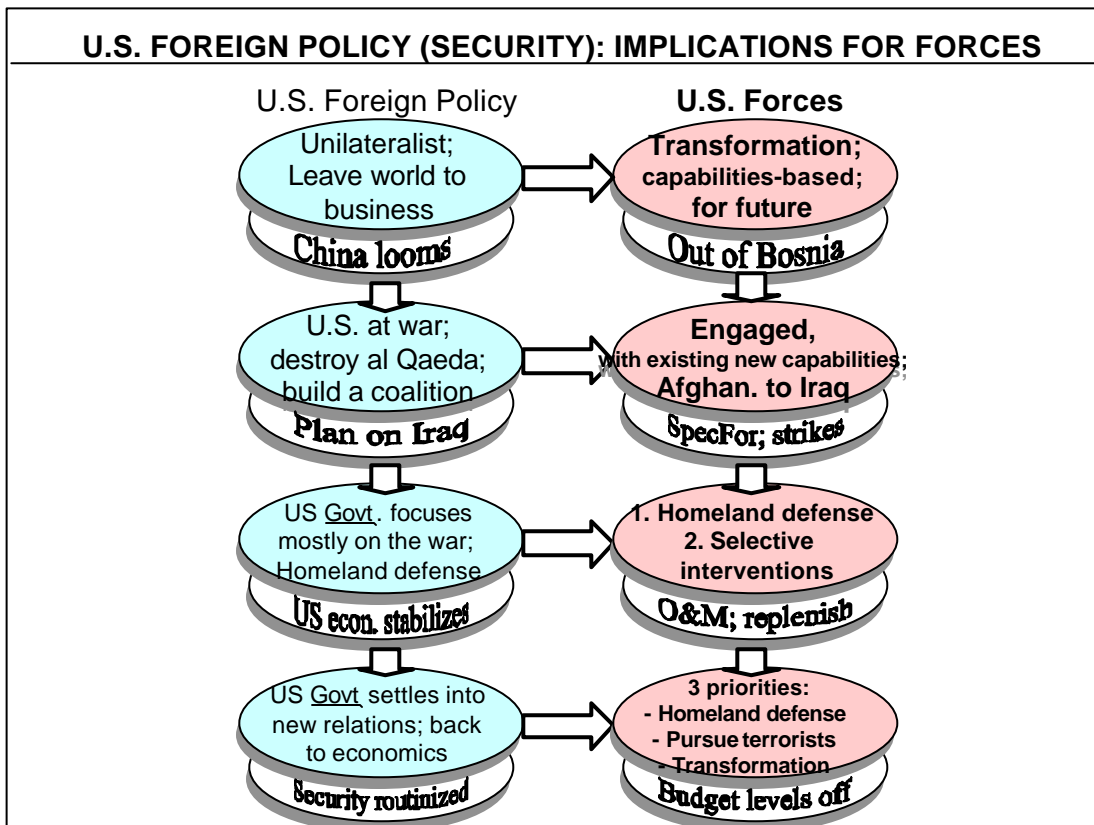 U.S. FOREIGN POLICY (SECURITY): IMPLICATIONS FOR FORCES
U.S. Foreign Policy
U.S. Forces
Unilateralist;
Leave world to
business
China looms
Transformation;
capabilities-based;
for future
Out of Bosnia
U.S. at war;
destroy al Qaeda;
build a coalition
Plan on Iraq
Engaged,
with existing new capabilities;
Afghan. to Iraq
SpecFor; strikes
US Govt. focuses
mostly on the war;
Homeland defense
US econ. stabilizes
1. Homeland defense
2. Selective
interventions
O&M; replenish
US Govt settles into
new relations; back
to economics
Security routinized
3 priorities:
- Homeland defense
- Pursue terrorists
- Transformation
Budget levels off